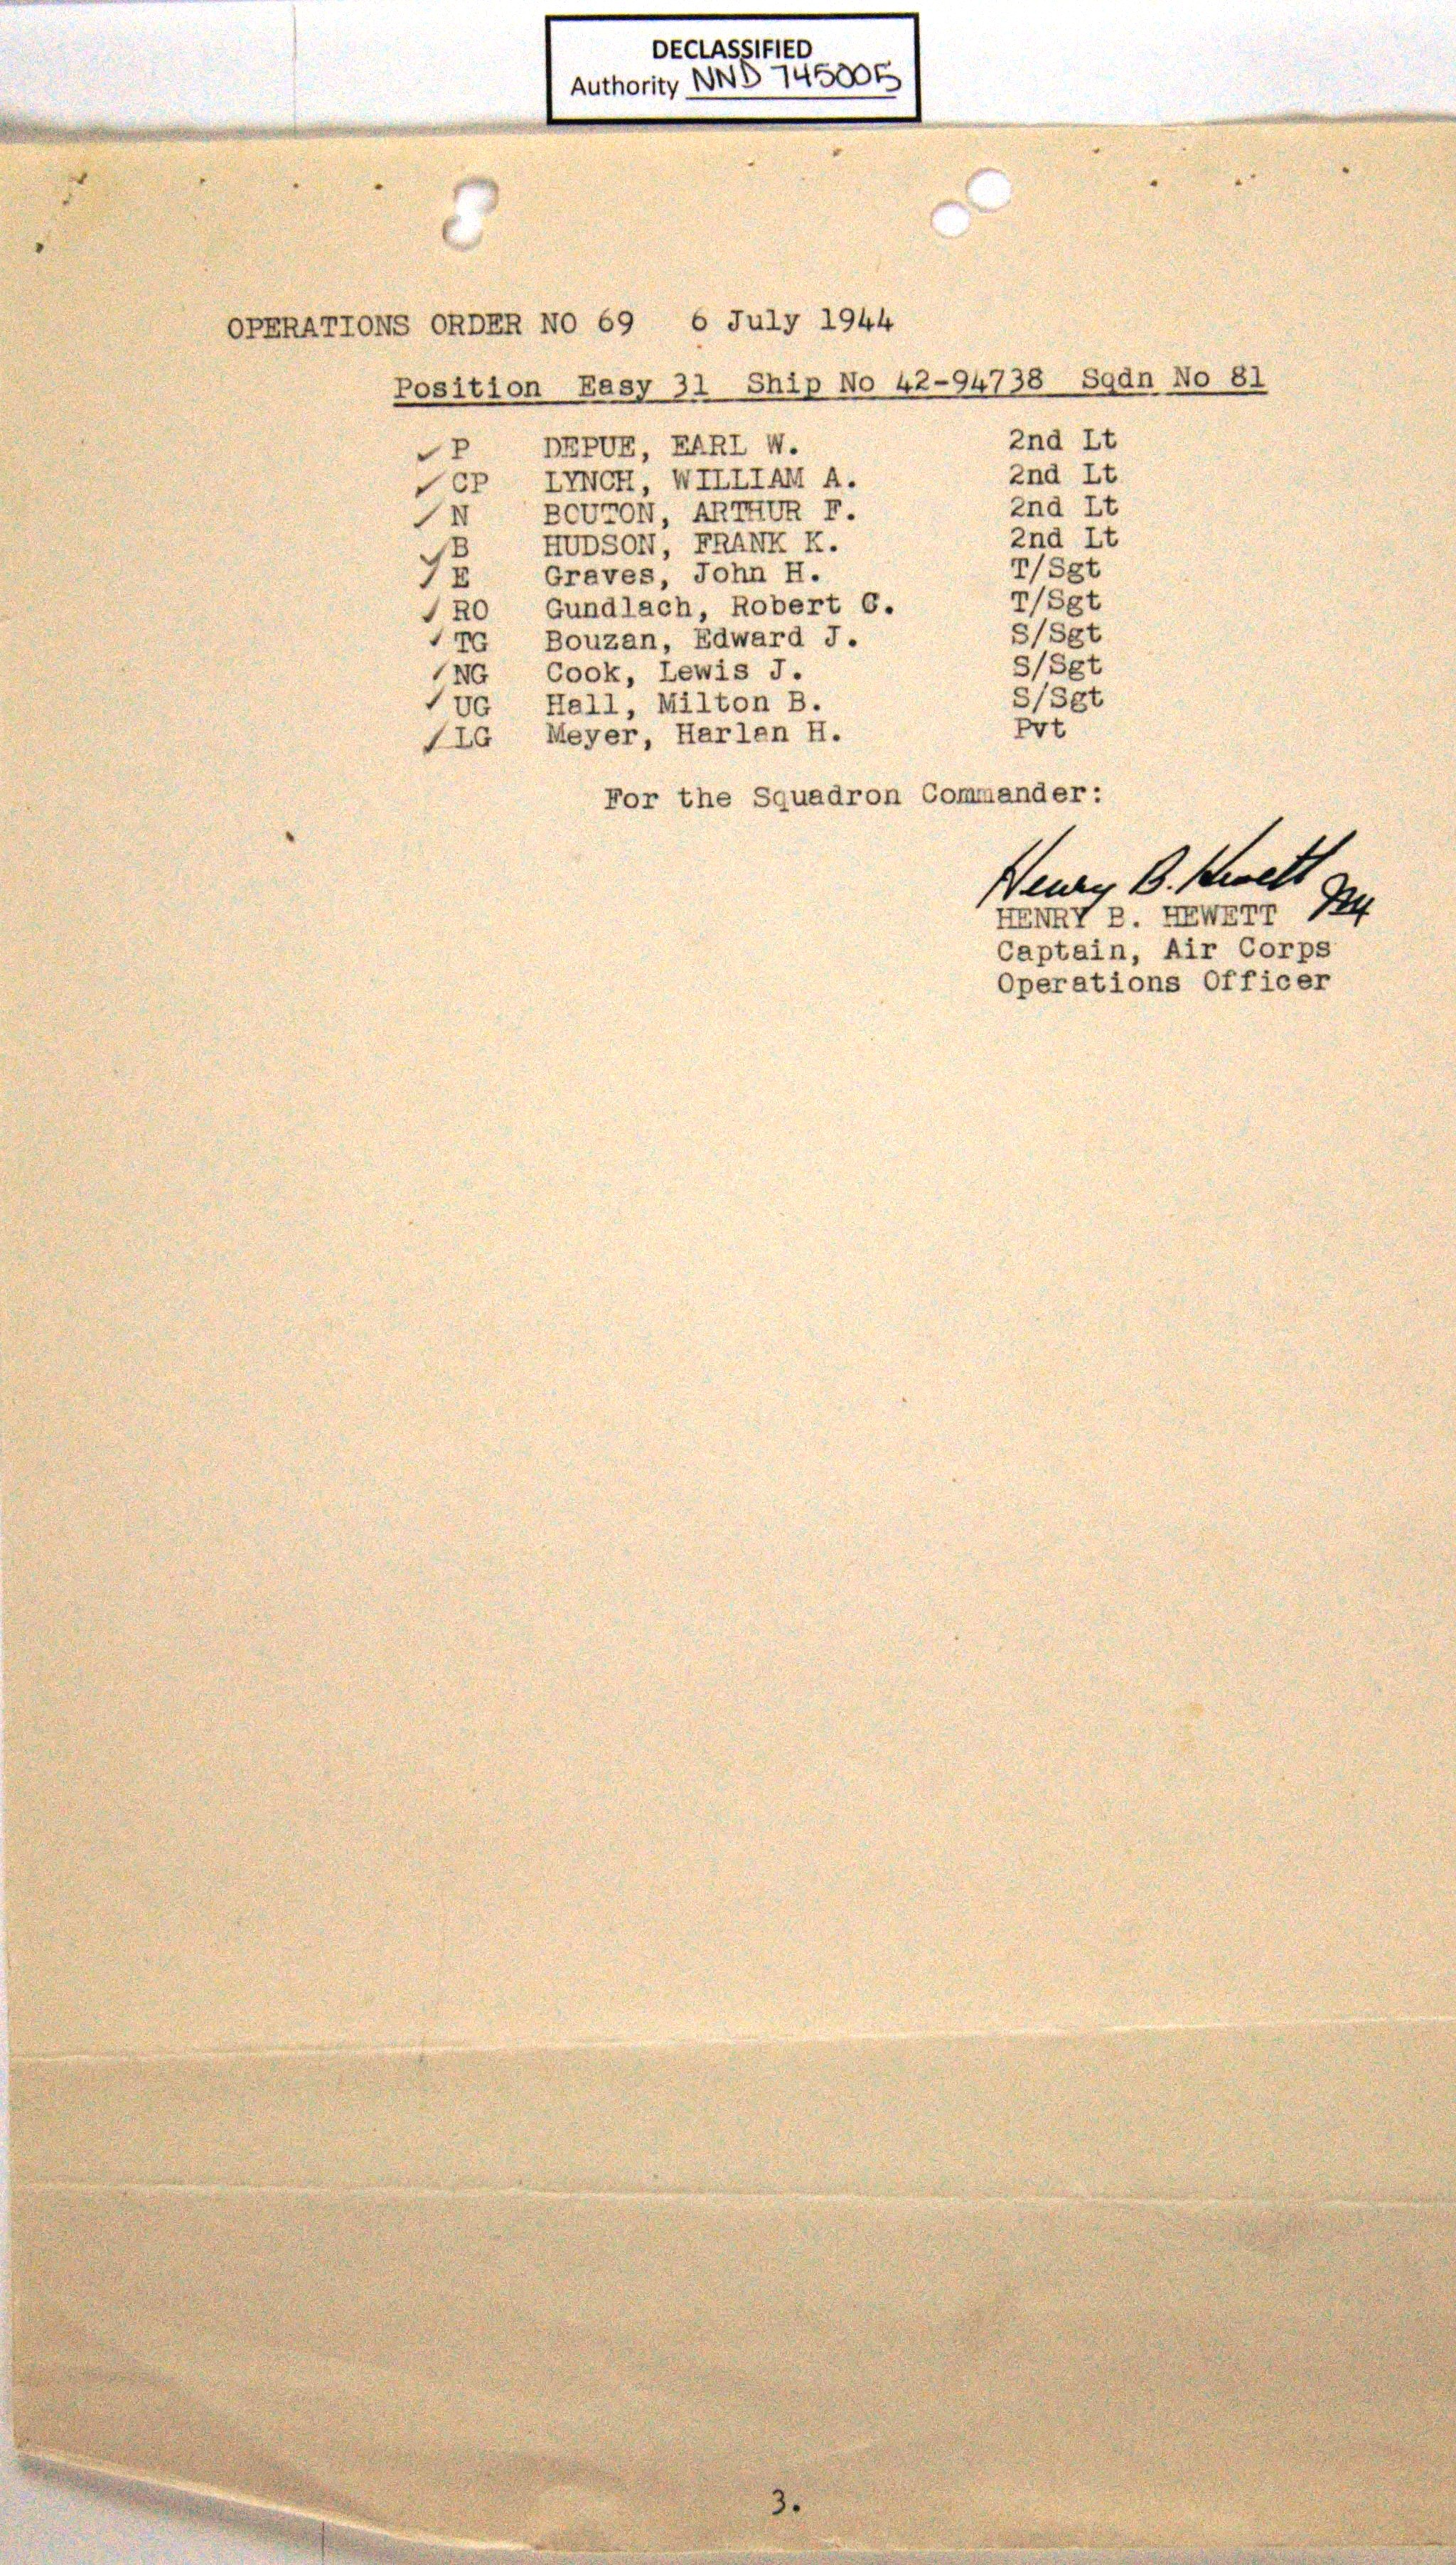 DECLASSIFIED
Authority NND 745005
OPERATIONS ORDER NO 69 6 July 1944
Position Easy 31 Ship No 42-94738 Sqdn No 81
✓ P DEPUE, EARL W. 2nd Lt
✓ CP LYNCH, WILLIAM A. 2nd Lt
✓ N BOUTON, ARTHUR F. 2nd Lt
✓ B HUDSON, FRANK K. 2nd Lt
✓ E Graves, John H. T/Sgt
✓ RO Gundlach, Robert C. T/Sgt
✓ TG Bouzan, Edward J. S/Sgt
✓ NG Cook, Lewis J. S/Sgt
✓ UG Hall, Milton B. S/Sgt
✓ LG Meyer, Harlan H. Pvt
For the Squadron Commander:
Henry B. Hewett
HENRY B. HEWETT
Captain, Air Corps
Operations Officer
3.